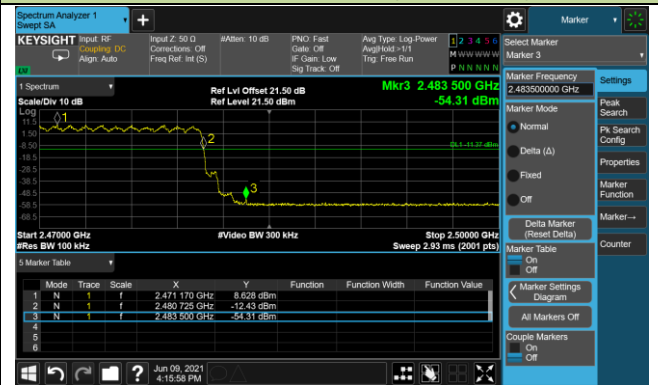 Spectrum Analyzer 1
Swept SA
+
Marker
KEYSIGHT
Input: RF
Coupling: DC
Align: Auto
Input Z: 50 Ω
Corrections: Off
Freq Ref: Int (S)
#Atten: 10 dB
PNO: Fast
Gate: Off
IF Gain: Low
Sig Track: Off
Avg Type: Log-Power
Avg|Hold:>1/1
Trig: Free Run
1 2 3 4 5 6
M W W W W W
P N N N N N
Select Marker
Marker 3
1 Spectrum
Scale/Div 10 dB
Ref Lvl Offset 21.50 dB
Ref Level 21.50 dBm
Mkr3 2.483 500 GHz
-54.31 dBm
Log
11.5
1.50
-8.50
-18.5
-28.5
-38.5
-48.5
-58.5
-68.5
1
2
3
DL1 -11.37 dBm
Start 2.47000 GHz
#Res BW 100 kHz
#Video BW 300 kHz
Stop 2.50000 GHz
Sweep 2.93 ms (2001 pts)
5 Marker Table
Mode Trace Scale X Y Function Function Width Function Value
1 N 1 f 2.471 170 GHz 8.628 dBm
2 N 1 f 2.480 725 GHz -12.43 dBm
3 N 1 f 2.483 500 GHz -54.31 dBm
4
5
6
Marker Frequency
2.483500000 GHz
Marker Mode
Normal
Delta (Δ)
Fixed
Off
Delta Marker
(Reset Delta)
Marker Table
On
Off
Marker Settings
Diagram
All Markers Off
Couple Markers
On
Off
Settings
Peak
Search
Pk Search
Config
Properties
Marker
Function
Marker→
Counter
?
Jun 09, 2021
4:15:58 PM